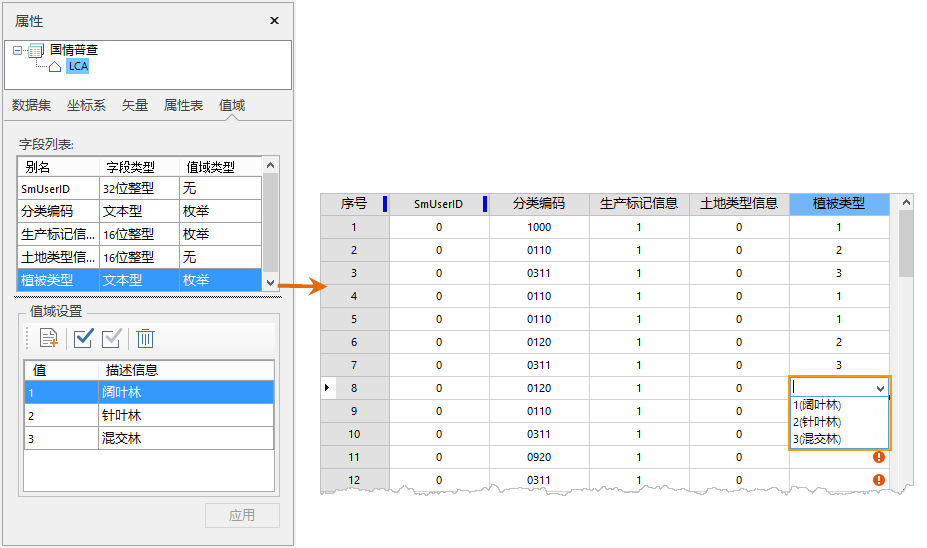 属性
国情普查
LCA
数据集 坐标系 矢量 属性表 值域
字段列表:
别名 字段类型 值域类型
SmUserID 32位整型 无
分类编码 文本型 枚举
生产标记信... 16位整型 枚举
土地类型信... 16位整型 无
植被类型 文本型 枚举
值域设置
值 描述信息
1 阔叶林
2 针叶林
3 混交林
应用
序号 SmUserID 分类编码 生产标记信息 土地类型信息 植被类型
1 0 1000 1 0 1
2 0 0110 1 0 2
3 0 0311 1 0 3
4 0 0110 1 0 1
5 0 0110 1 0 1
6 0 0120 1 0 2
7 0 0311 1 0 3
8 0 0120 1 0
9 0 0110 1 0
10 0 0311 1 0
11 0 0920 1 0
12 0 0311 1 0
1(阔叶林)
2(针叶林)
3(混交林)